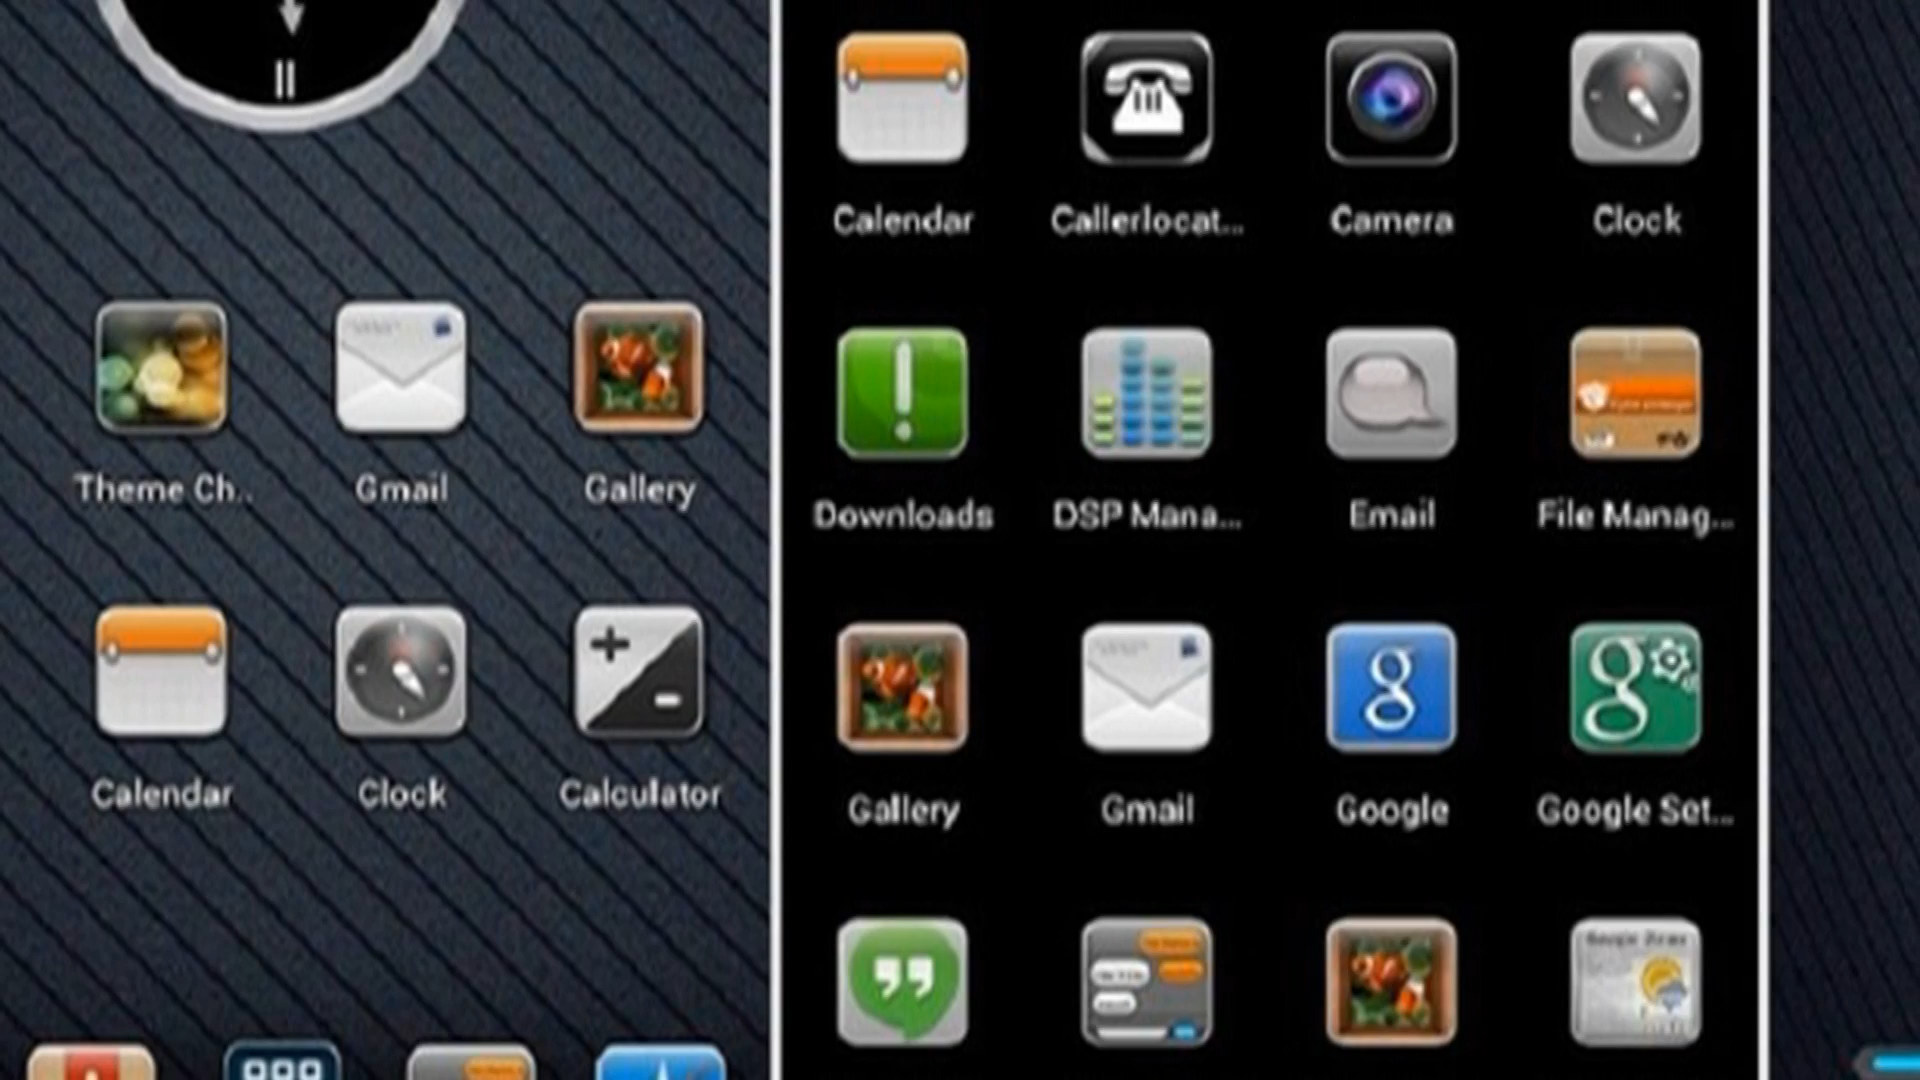 Theme Ch..
Gmail
Gallery
Calendar
Clock
Calculator
Calendar
Callerlocat...
Camera
Clock
Downloads
DSP Mana...
Email
File Manag...
Gallery
Gmail
g
Google
g
Google Set...